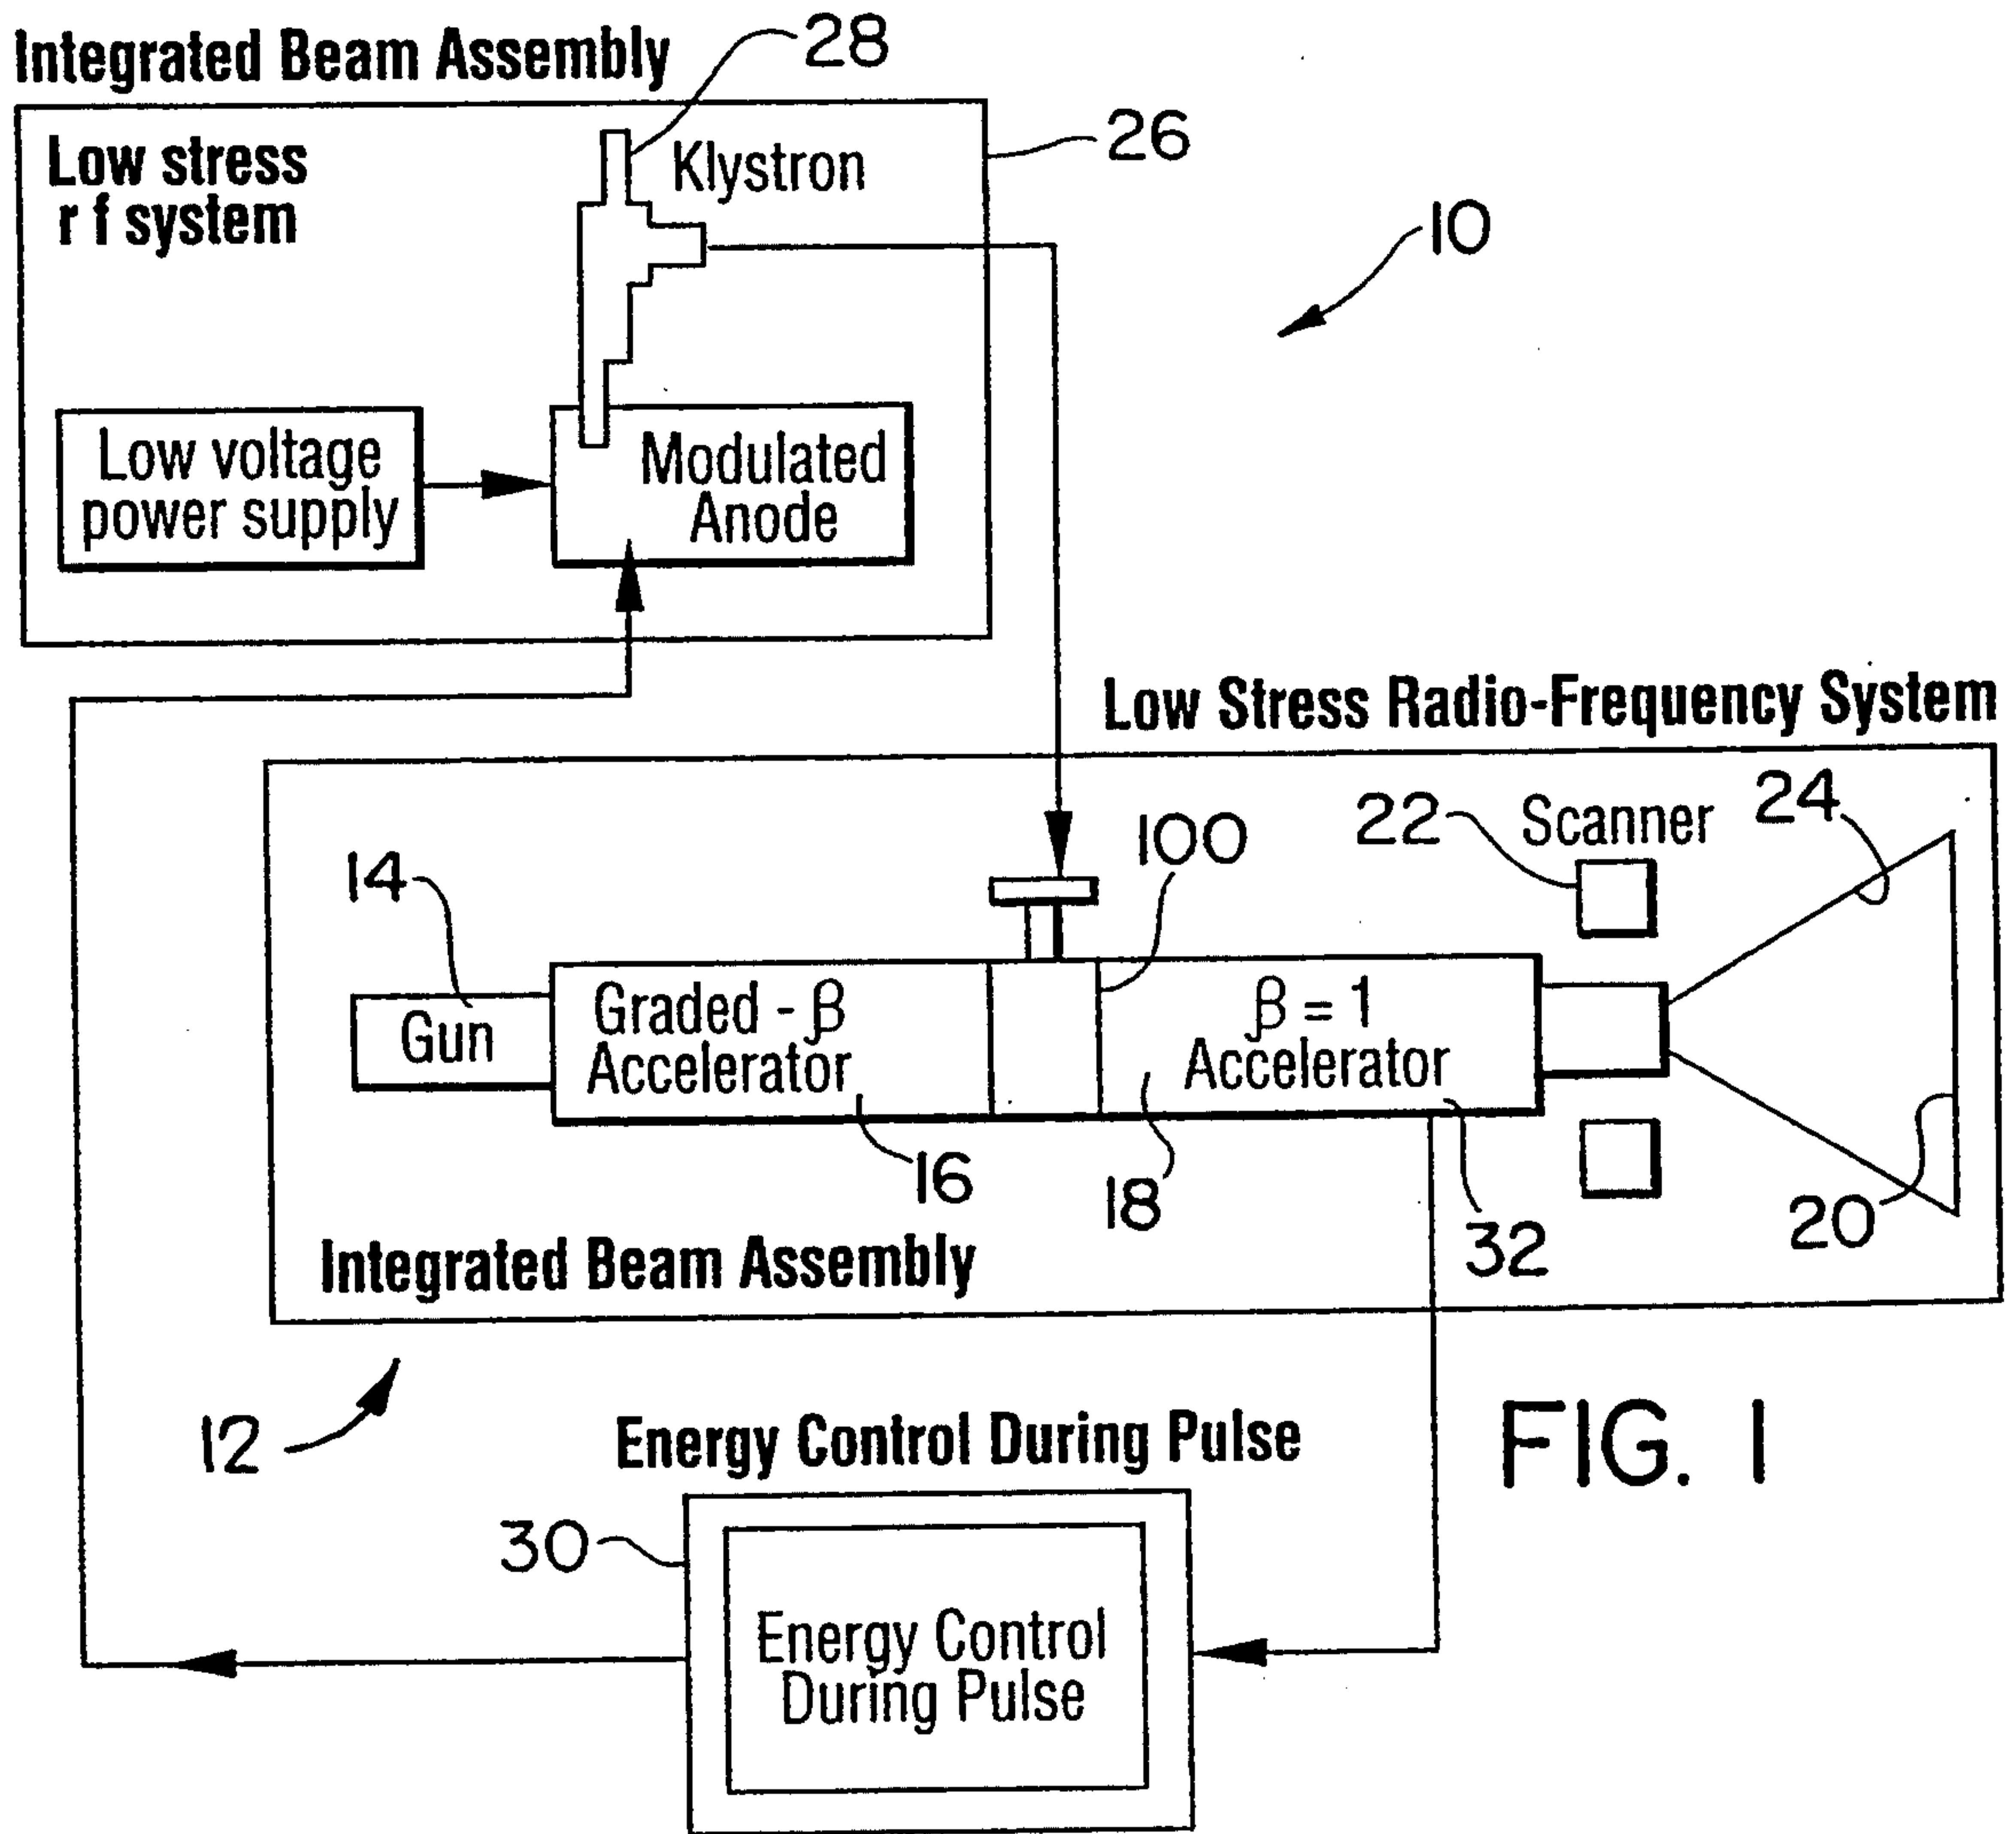 Integrated Beam Assembly
28
26
Low stress
r f system
Klystron
10
Low voltage
power supply
Modulated
Anode
Low Stress Radio-Frequency System
22
Scanner
24
100
14
Gun
Graded - β
Accelerator
β = 1
Accelerator
16
18
32
20
Integrated Beam Assembly
12
Energy Control During Pulse
FIG. 1
30
Energy Control
During Pulse